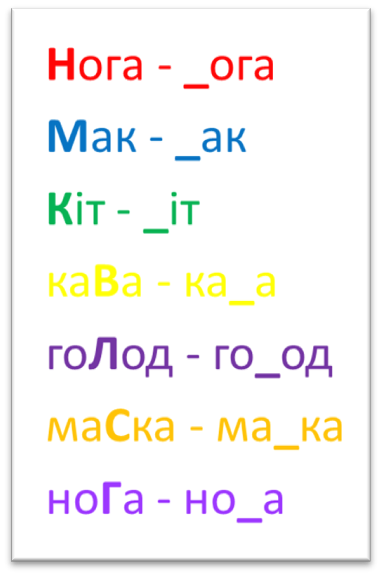 Нога - _ога
Мак - _ак
Кіт - _іт
каВа - ка_а
гоЛод - го_од
маСка - ма_ка
ноГа - но_а